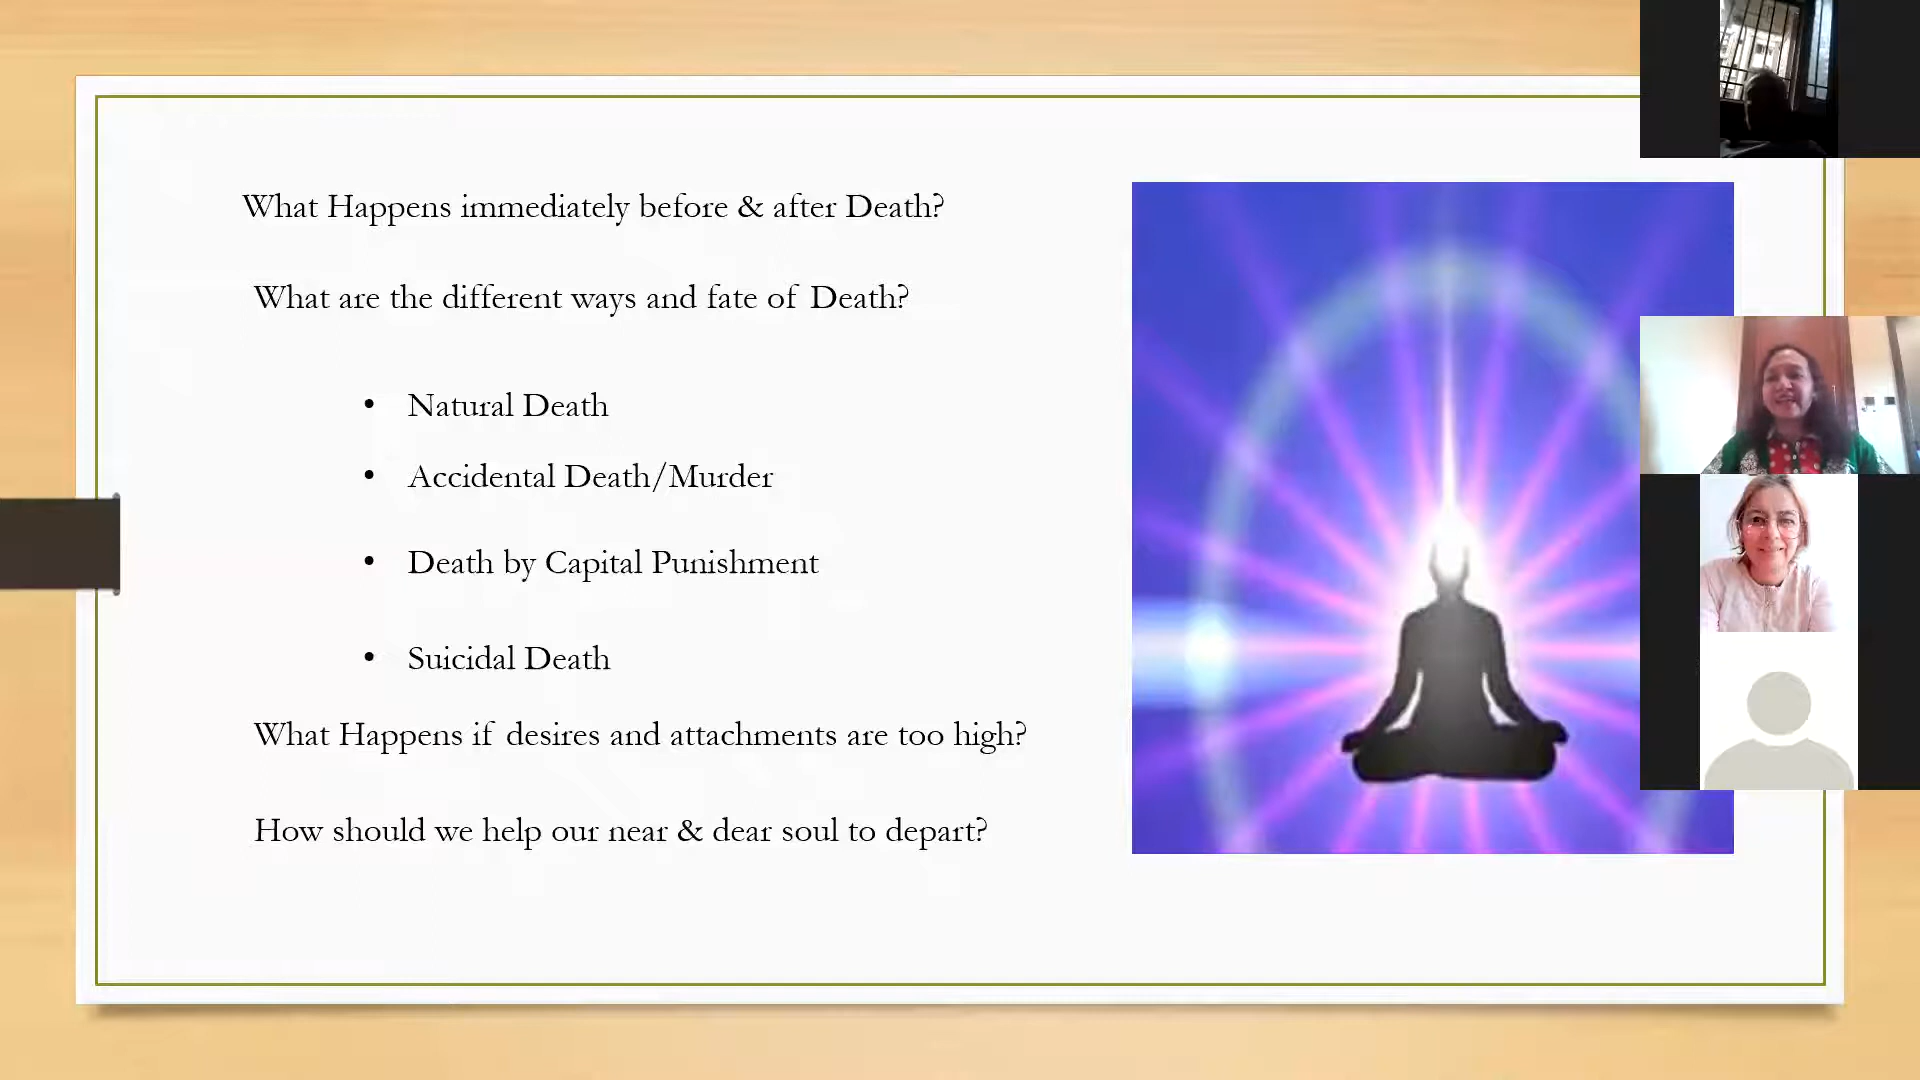 What Happens immediately before & after Death?
What are the different ways and fate of Death?
• Natural Death
• Accidental Death/Murder
• Death by Capital Punishment
• Suicidal Death
What Happens if desires and attachments are too high?
How should we help our near & dear soul to depart?